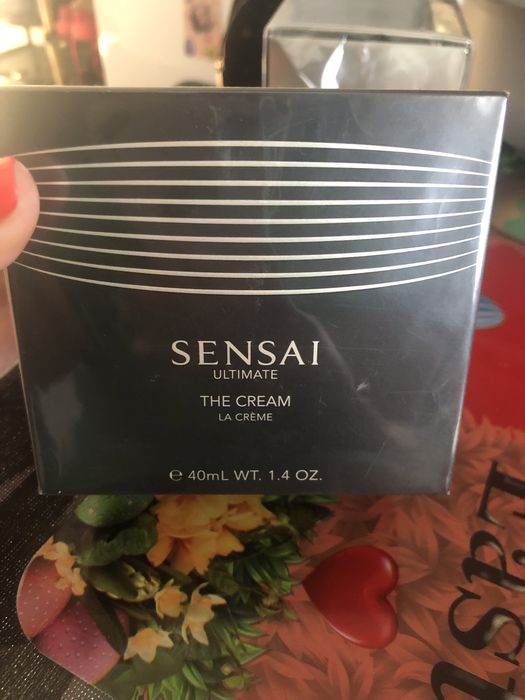 SENSAI
ULTIMATE
THE CREAM
LA CRÈME
℮ 40mL WT. 1.4 OZ.